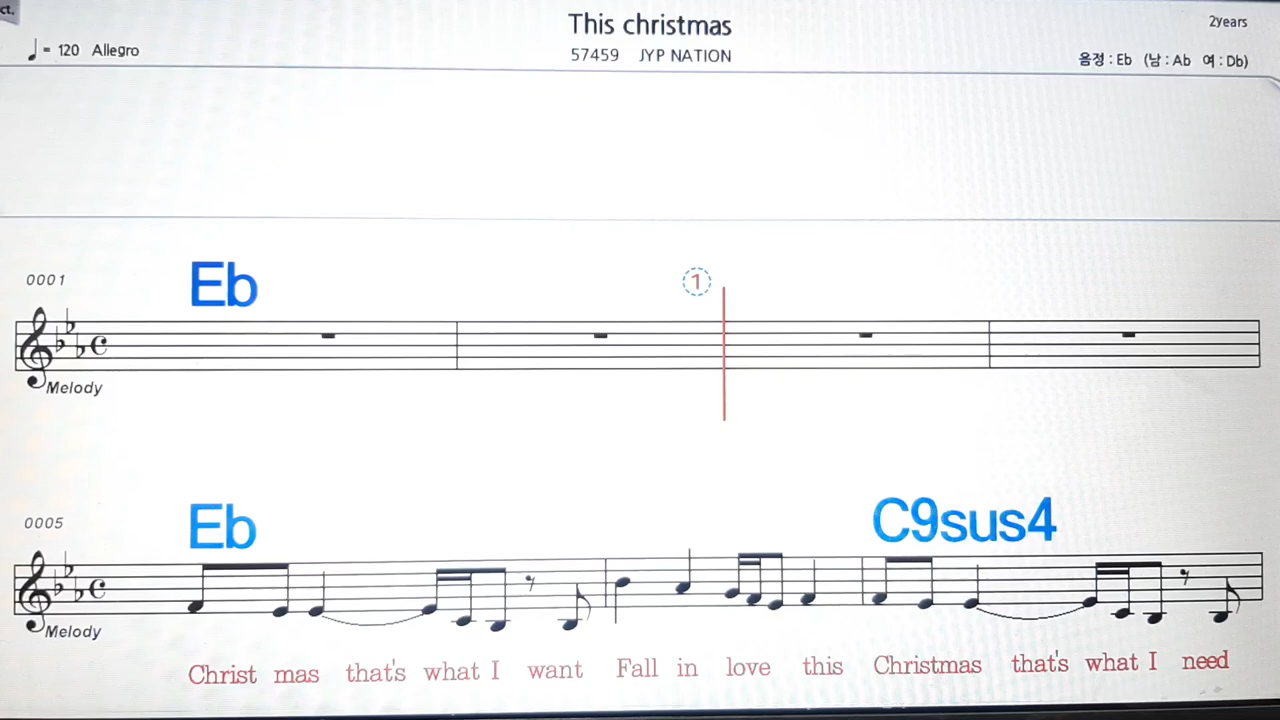 ct.
This christmas
2years
= 120 Allegro
57459 JYP NATION
음정 : Eb (남 : Ab 여 : Db)
0001
Eb
1
Melody
0005
Eb
C9sus4
Melody
Christ mas that's what I want Fall in love this Christmas that's what I need